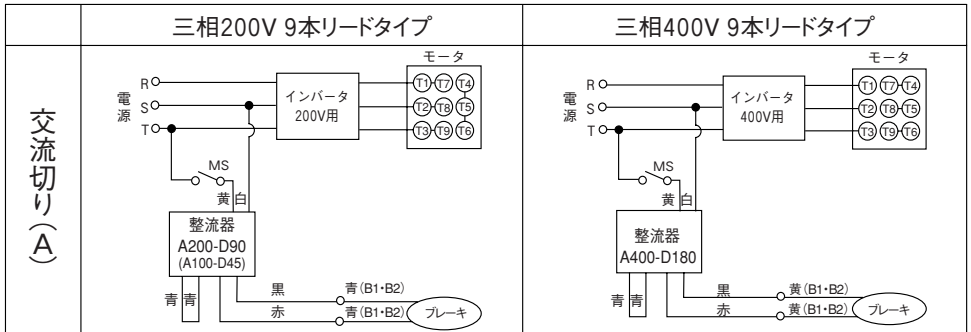 三相200V 9本リードタイプ
三相400V 9本リードタイプ
交流切り(A)
電源
R
S
T
インバータ
200V用
モータ
T1 T7 T4
T2 T8 T5
T3 T9 T6
MS
黄 白
整流器
A200-D90
(A100-D45)
青 青
黒
赤
青(B1・B2)
青(B1・B2)
ブレーキ
電源
R
S
T
インバータ
400V用
モータ
T1 T7 T4
T2 T8 T5
T3 T9 T6
MS
黄 白
整流器
A400-D180
青 青
黒
赤
黄(B1・B2)
黄(B1・B2)
ブレーキ